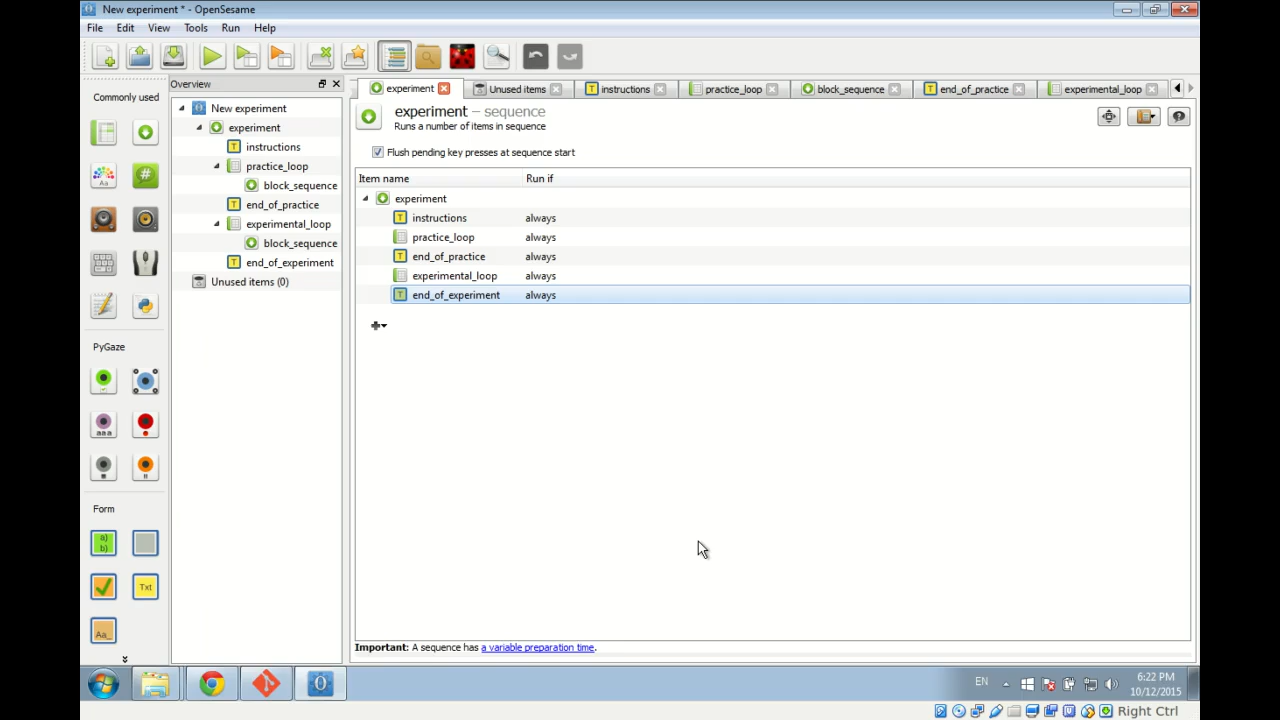 New experiment * - OpenSesame
File Edit View Tools Run Help
Overview
experiment
Unused items
instructions
practice_loop
block_sequence
end_of_practice
experimental_loop
Commonly used
Aa
PyGaze
aaa
Form
a)
b)
Txt
Aa_
New experiment
experiment
T instructions
practice_loop
block_sequence
T end_of_practice
experimental_loop
block_sequence
T end_of_experiment
Unused items (0)
experiment – sequence
Runs a number of items in sequence
Flush pending key presses at sequence start
Item name Run if
experiment
T instructions always
practice_loop always
T end_of_practice always
experimental_loop always
T end_of_experiment always
Important: A sequence has a variable preparation time.
EN
6:22 PM
10/12/2015
Right Ctrl